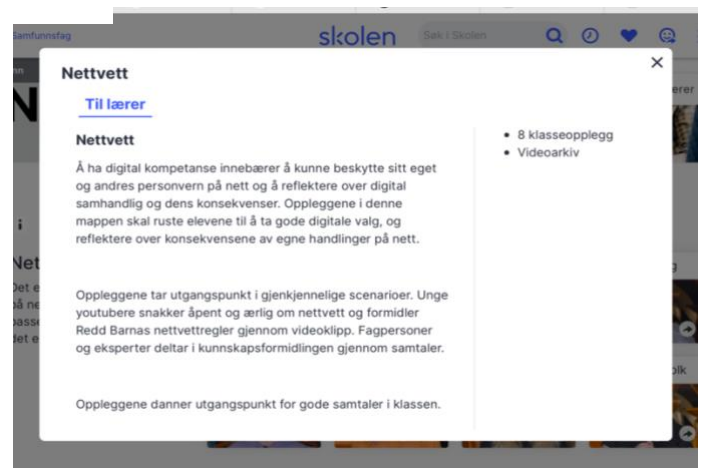 Samfunnsfag
skolen
Søk i Skolen
Nettvett
Til lærer
Nettvett
Å ha digital kompetanse innebærer å kunne beskytte sitt eget
og andres personvern på nett og å reflektere over digital
samhandlig og dens konsekvenser. Oppleggene i denne
mappen skal ruste elevene til å ta gode digitale valg, og
reflektere over konsekvensene av egne handlinger på nett.
Oppleggene tar utgangspunkt i gjenkjennelige scenarioer. Unge
youtubere snakker åpent og ærlig om nettvett og formidler
Redd Barnas nettvettregler gjennom videoklipp. Fagpersoner
og eksperter deltar i kunnskapsformidlingen gjennom samtaler.
Oppleggene danner utgangspunkt for gode samtaler i klassen.
8 klasseopplegg
Videoarkiv